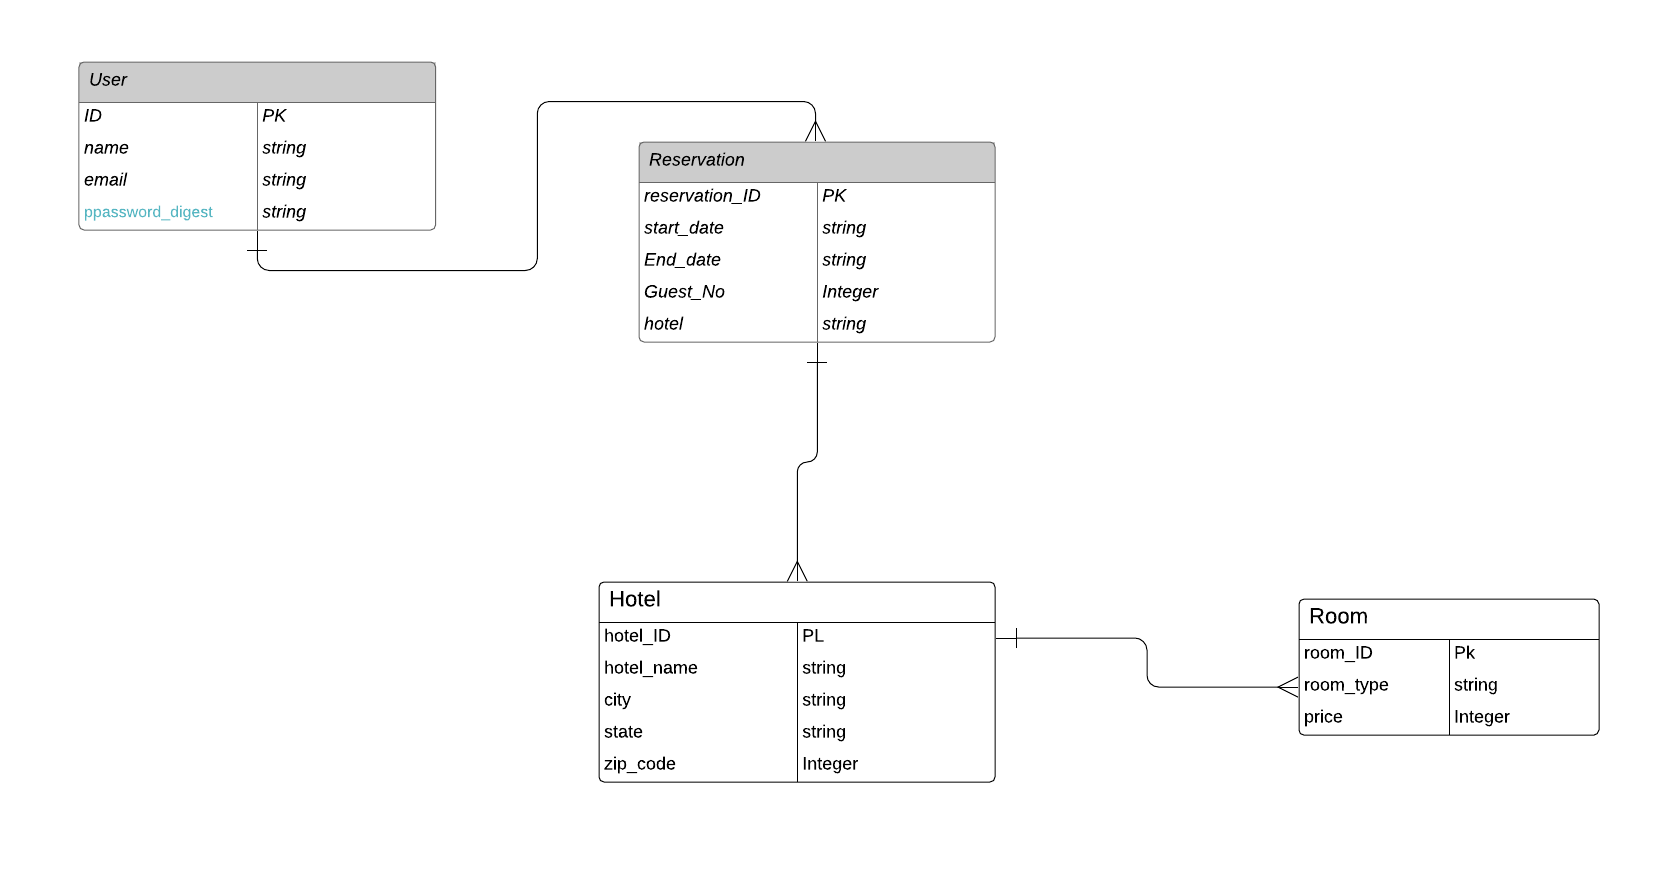 User
ID PK
name string
email string
ppassword_digest string
Reservation
reservation_ID PK
start_date string
End_date string
Guest_No Integer
hotel string
Hotel
hotel_ID PL
hotel_name string
city string
state string
zip_code Integer
Room
room_ID Pk
room_type string
price Integer